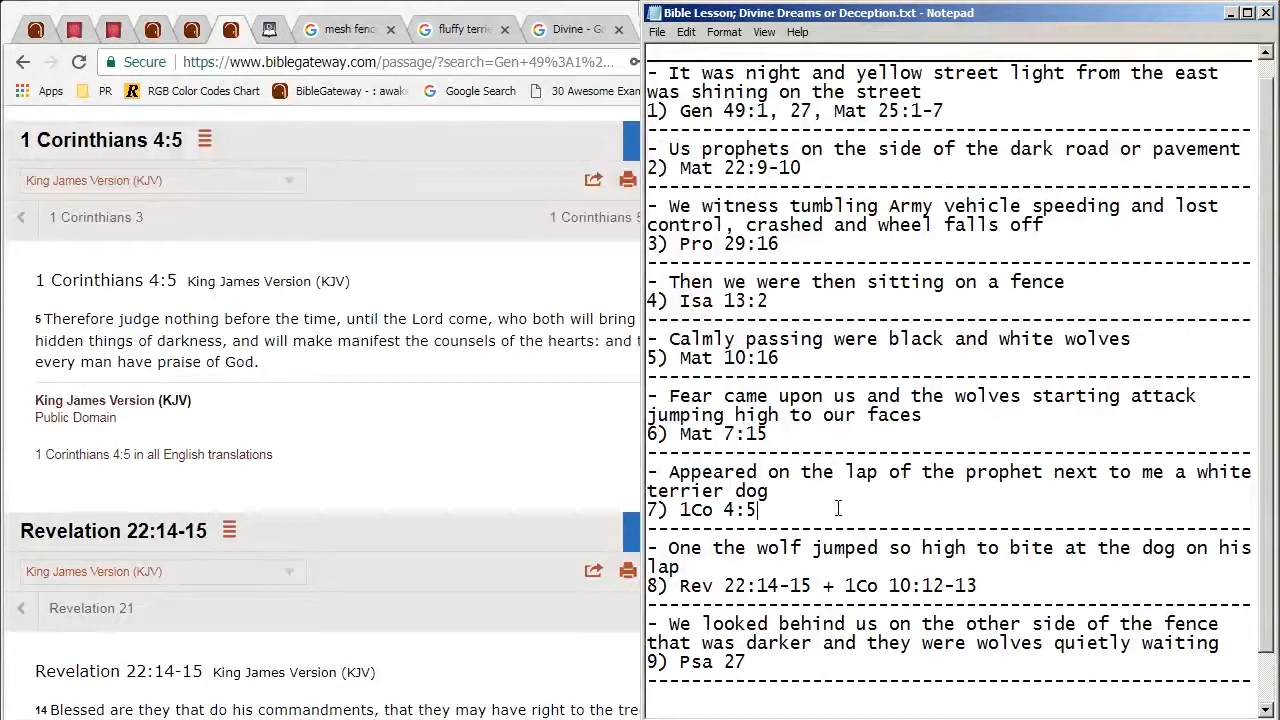 mesh fenc
fluffy terrie
Divine - Go
Secure
https://www.biblegateway.com/passage/?search=Gen+49%3A1%2...
Apps
PR
RGB Color Codes Chart
BibleGateway - : awak
Google Search
30 Awesome Exam
1 Corinthians 4:5
King James Version (KJV)
1 Corinthians 3
1 Corinthians 5
1 Corinthians 4:5 King James Version (KJV)
5 Therefore judge nothing before the time, until the Lord come, who both will bring
hidden things of darkness, and will make manifest the counsels of the hearts: and t
every man have praise of God.
King James Version (KJV)
Public Domain
1 Corinthians 4:5 in all English translations
Revelation 22:14-15
King James Version (KJV)
Revelation 21
Revelation 22:14-15 King James Version (KJV)
14 Blessed are they that do his commandments, that they may have right to the tre
Bible Lesson; Divine Dreams or Deception.txt - Notepad
File Edit Format View Help
- It was night and yellow street light from the east
was shining on the street
1) Gen 49:1, 27, Mat 25:1-7
- Us prophets on the side of the dark road or pavement
2) Mat 22:9-10
- We witness tumbling Army vehicle speeding and lost
control, crashed and wheel falls off
3) Pro 29:16
- Then we were then sitting on a fence
4) Isa 13:2
- Calmly passing were black and white wolves
5) Mat 10:16
- Fear came upon us and the wolves starting attack
jumping high to our faces
6) Mat 7:15
- Appeared on the lap of the prophet next to me a white
terrier dog
7) 1Co 4:5
- One the wolf jumped so high to bite at the dog on his
lap
8) Rev 22:14-15 + 1Co 10:12-13
- We looked behind us on the other side of the fence
that was darker and they were wolves quietly waiting
9) Psa 27